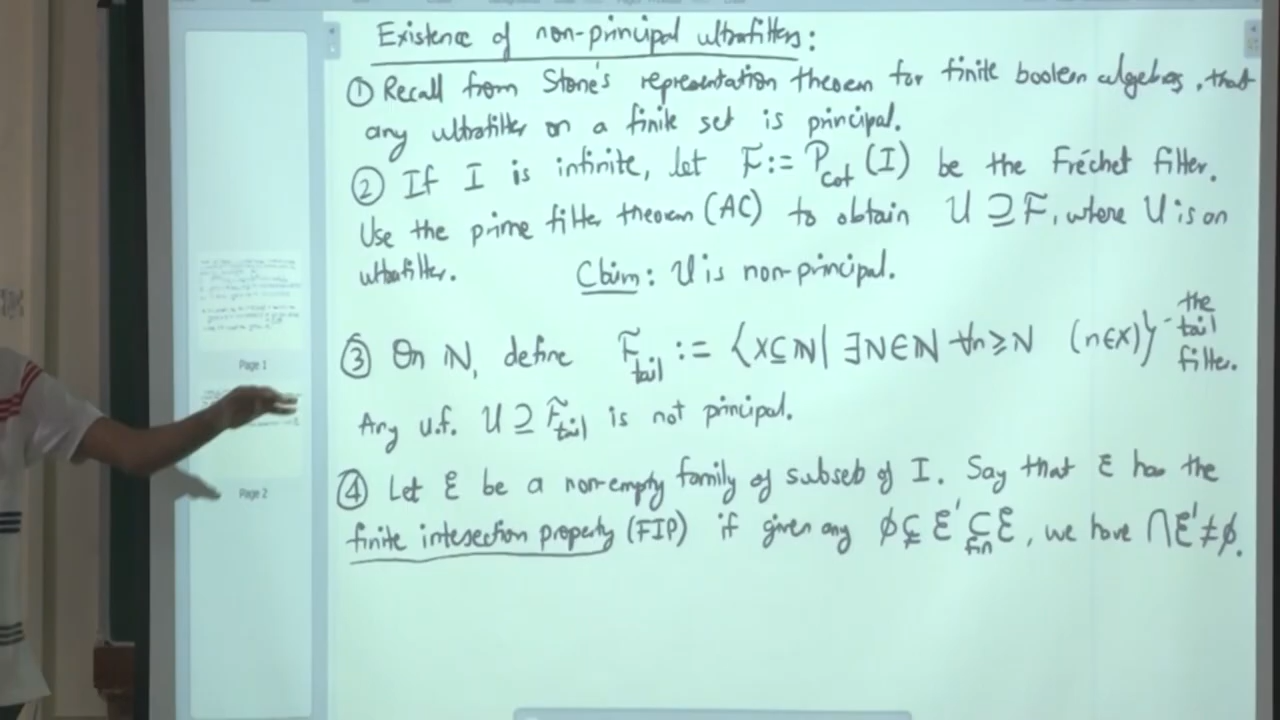 Existence of non-principal ultrafilters:
① Recall from Stone's representation theorem for finite boolean algebras, that
any ultrafilter on a finite set is principal.
② If I is infinite, let F := P_cof (I) be the Fréchet filter.
Use the prime filter theorem (AC) to obtain U ⊇ F, where U is an
ultrafilter. Claim: U is non-principal.
③ On ℕ, define F_tail := {X⊆ℕ | ∃N∈ℕ ∀n≥N (n∈X)} - the tail filter.
Any u.f. U ⊇ F_tail is not principal.
④ Let Ɛ be a non-empty family of subsets of I. Say that Ɛ has the
finite intesection property (FIP) if given any ∅ ⊊ Ɛ' ⊆_fin Ɛ, we have ⋂Ɛ' ≠ ∅.
Page 1
Page 2